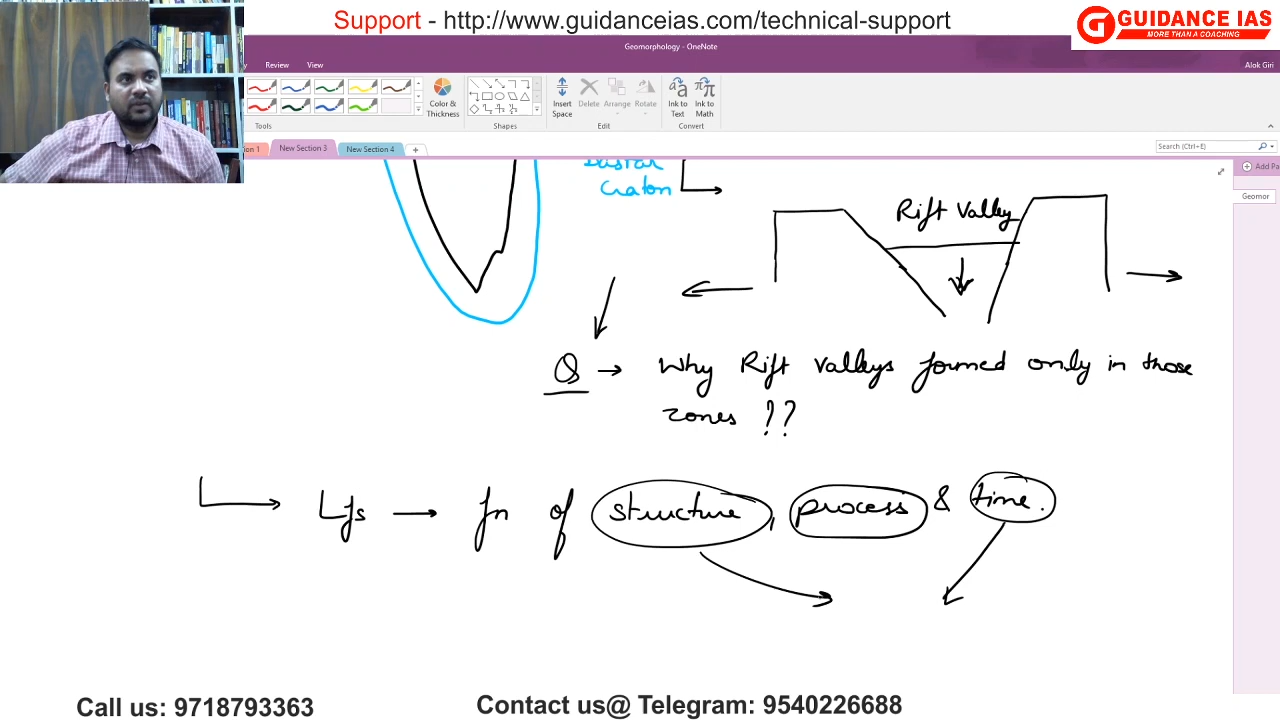 Support - http://www.guidanceias.com/technical-support
GUIDANCE IAS
MORE THAN A COACHING
Geomorphology - OneNote
Alok Giri
Review View
Color & Thickness
Insert Space
Delete
Arrange
Rotate
Ink to Text
Ink to Math
Tools
Shapes
Edit
Convert
New Section 3
New Section 4
Search (Ctrl+E)
Add Pa
Geomor
Craton
Rift Valley
Q → Why Rift Valleys formed only in those
zones ??
Lfs → fn of structure, process & time.
Call us: 9718793363
Contact us@ Telegram: 9540226688